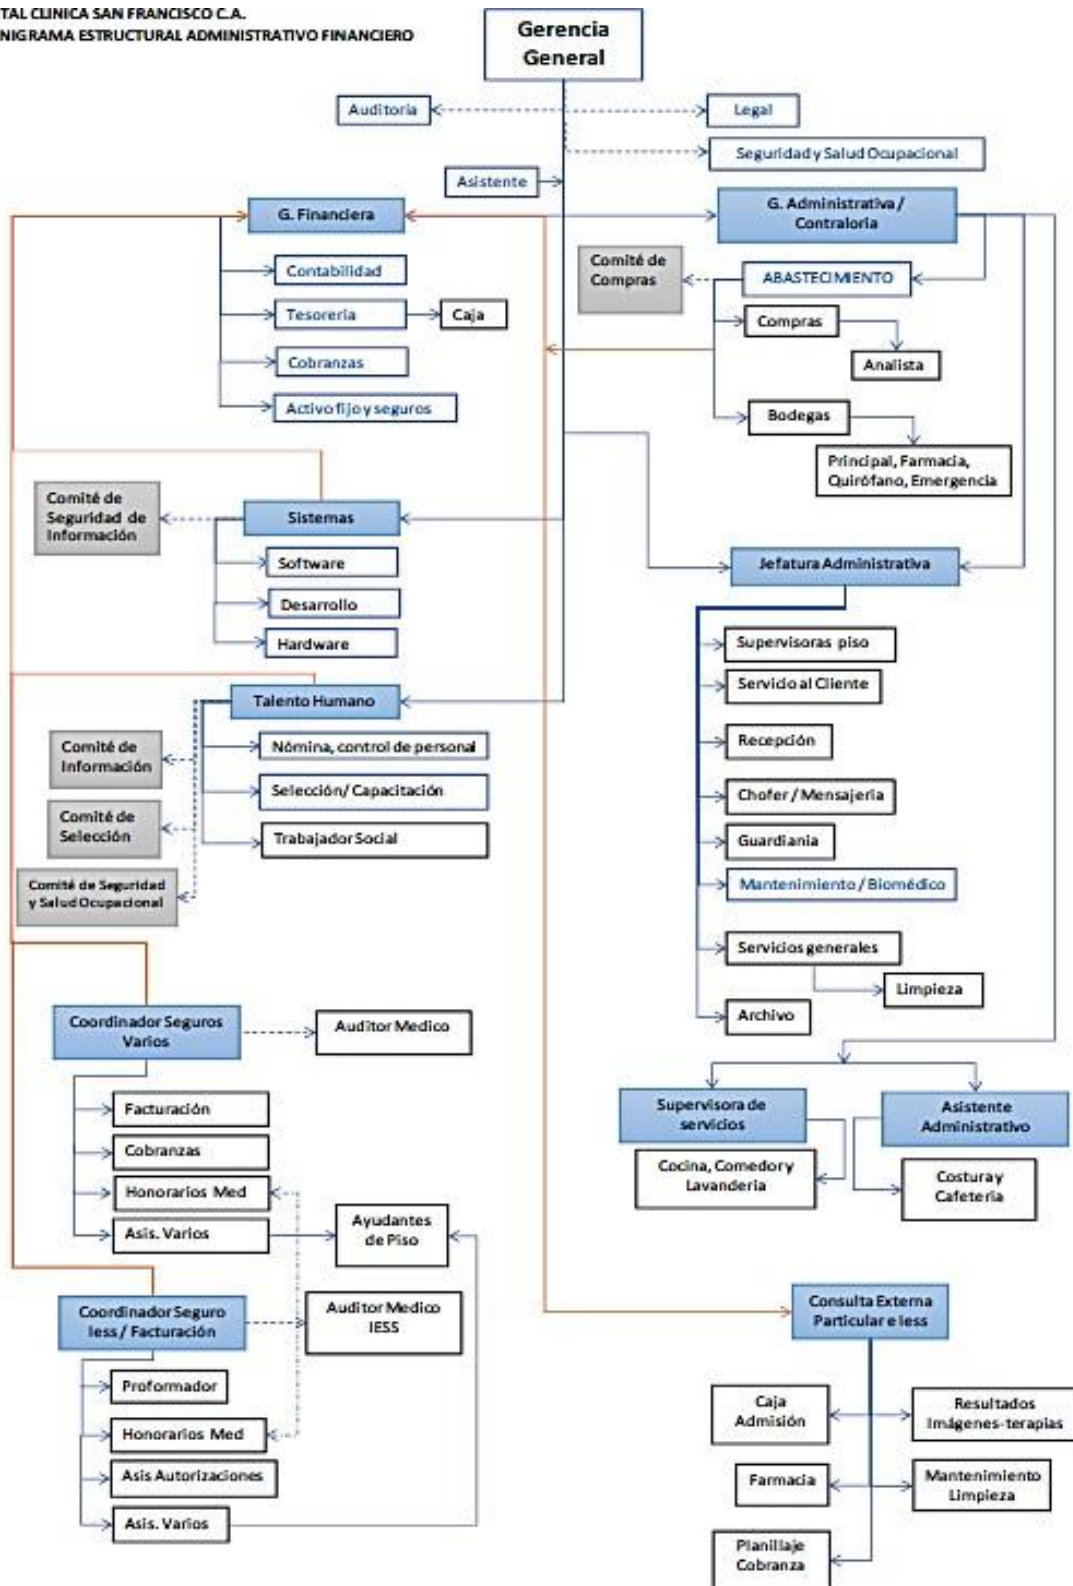 TAL CLINICA SAN FRANCISCO C.A.
NIGRAMA ESTRUCTURAL ADMINISTRATIVO FINANCIERO
Gerencia
General
Auditoría
Legal
Seguridad y Salud Ocupacional
Asistente
G. Financiera
G. Administrativa /
Contraloria
Contabilidad
Tesorería
Caja
Cobranzas
Activo fijo y seguros
Comité de
Compras
ABASTECIMIENTO
Compras
Analista
Bodegas
Principal, Farmacia,
Quirófano, Emergencia
Comité de
Seguridad de
Información
Sistemas
Software
Desarrollo
Hardware
Jefatura Administrativa
Supervisoras piso
Servicio al Cliente
Recepción
Chofer / Mensajeria
Guardiania
Mantenimiento / Biomédico
Servicios generales
Limpieza
Archivo
Talento Humano
Nómina, control de personal
Selección/ Capacitación
Trabajador Social
Comité de
Información
Comité de
Selección
Comité de Seguridad
y Salud Ocupacional
Coordinador Seguros
Varios
Auditor Medico
Facturación
Cobranzas
Honorarios Med
Asis. Varios
Ayudantes
de Piso
Supervisora de
servicios
Asistente
Administrativo
Cocina, Comedor y
Lavanderia
Costura y
Cafeteria
Coordinador Seguro
Iess / Facturación
Auditor Medico
IESS
Proformador
Honorarios Med
Asis Autorizaciones
Asis. Varios
Consulta Externa
Particular e Iess
Caja
Admisión
Resultados
Imágenes-terapias
Farmacia
Mantenimiento
Limpieza
Planillaje
Cobranza